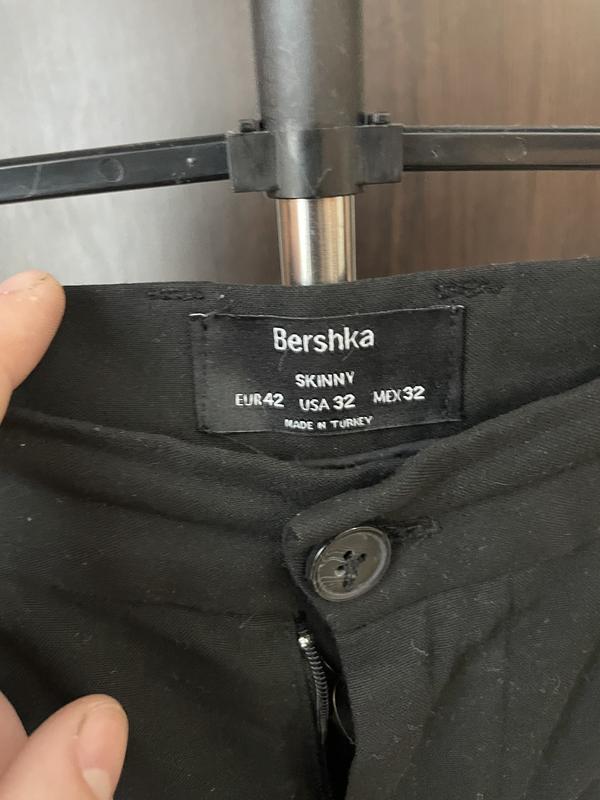 Bershka
SKINNY
EUR42 USA 32 MEX32
MADE IN TURKEY